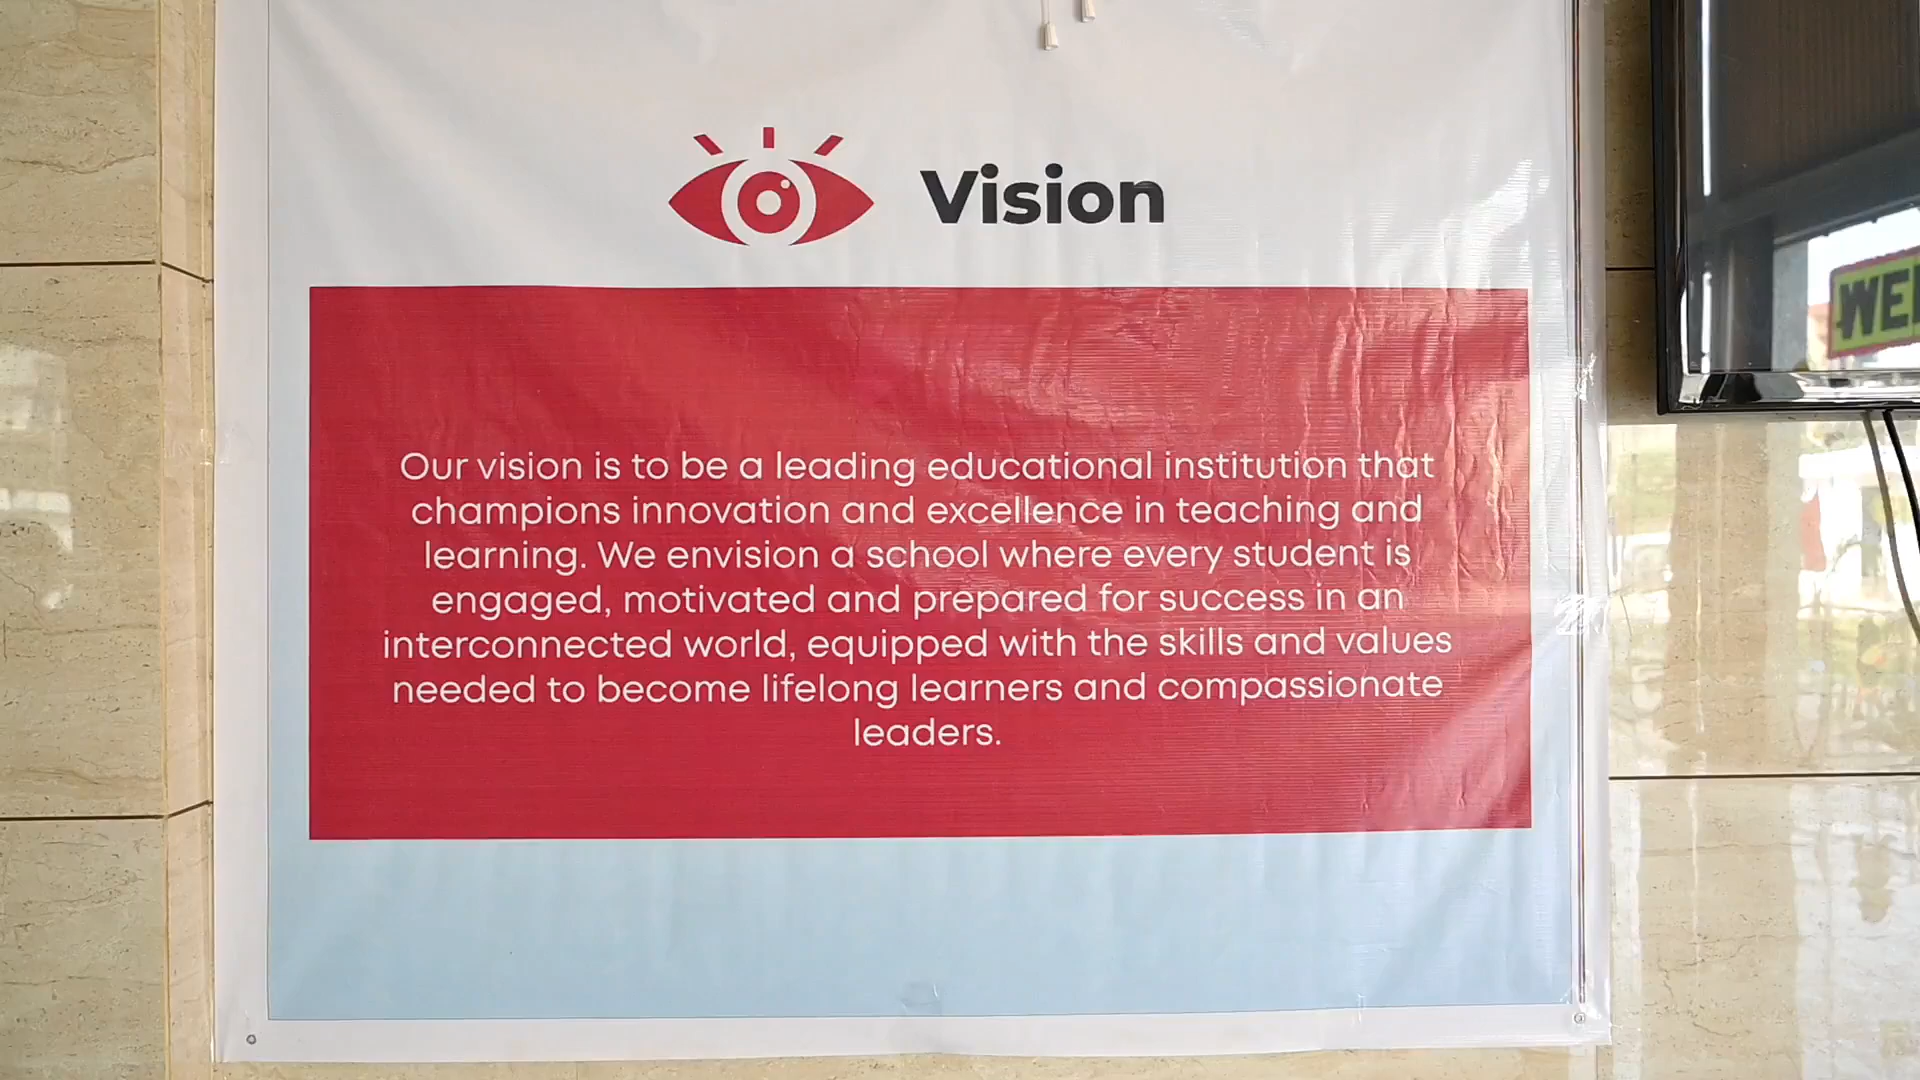 Vision
Our vision is to be a leading educational institution that
champions innovation and excellence in teaching and
learning. We envision a school where every student is
engaged, motivated and prepared for success in an
interconnected world, equipped with the skills and values
needed to become lifelong learners and compassionate
leaders.
WE